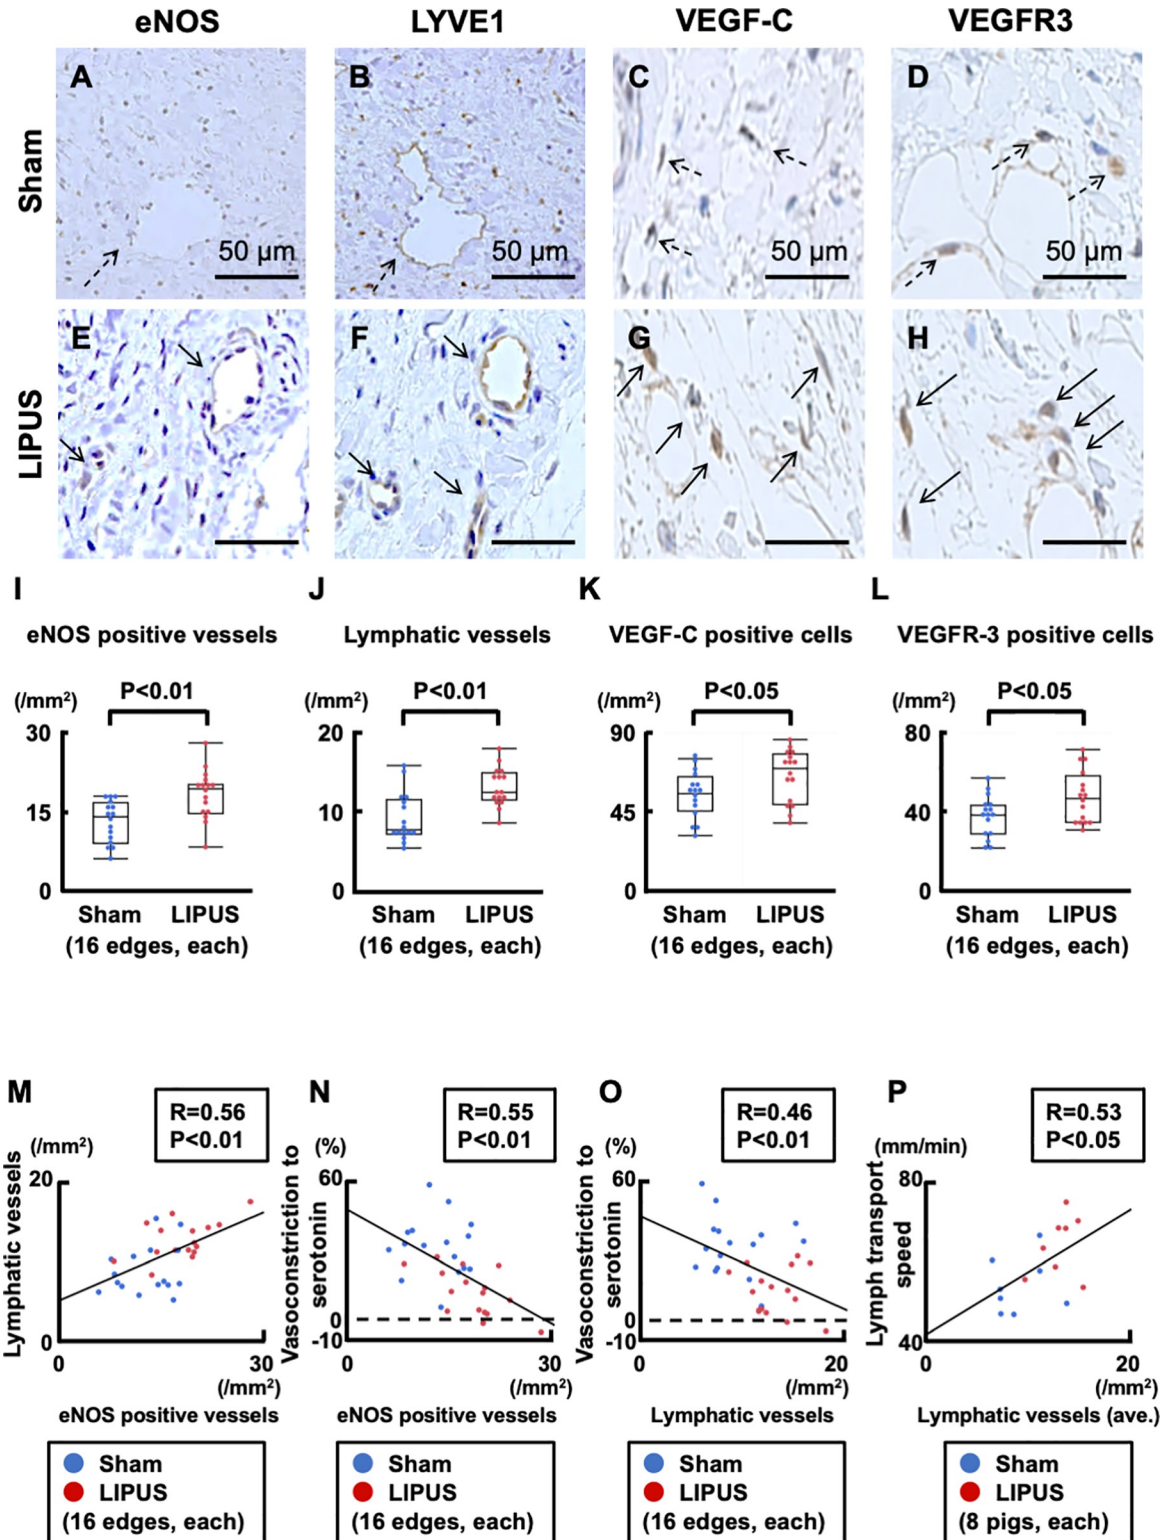 eNOS LYVE1 VEGF-C VEGFR3
Sham
A B C D
50 µm 50 µm 50 µm 50 µm
LIPUS
E F G H
I J K L
eNOS positive vessels Lymphatic vessels VEGF-C positive cells VEGFR-3 positive cells
(/mm²) P<0.01 (/mm²) P<0.01 (/mm²) P<0.05 (/mm²) P<0.05
30 20 90 80
15 10 45 40
0 0 0 0
Sham LIPUS Sham LIPUS Sham LIPUS Sham LIPUS
(16 edges, each) (16 edges, each) (16 edges, each) (16 edges, each)
M N O P
R=0.56 R=0.55 R=0.46 R=0.53
P<0.01 P<0.01 P<0.01 P<0.05
(/mm²) (%) (%) (mm/min)
Lymphatic vessels
20
0
0 30
(/mm²)
eNOS positive vessels
Vasoconstriction to
serotonin
60
0
-10
0 30
(/mm²)
eNOS positive vessels
Vasoconstriction to
serotonin
60
0
-10
0 20
(/mm²)
Lymphatic vessels
Lymph transport
speed
80
40
0 20
(/mm²)
Lymphatic vessels (ave.)
Sham Sham Sham Sham
LIPUS LIPUS LIPUS LIPUS
(16 edges, each) (16 edges, each) (16 edges, each) (8 pigs, each)